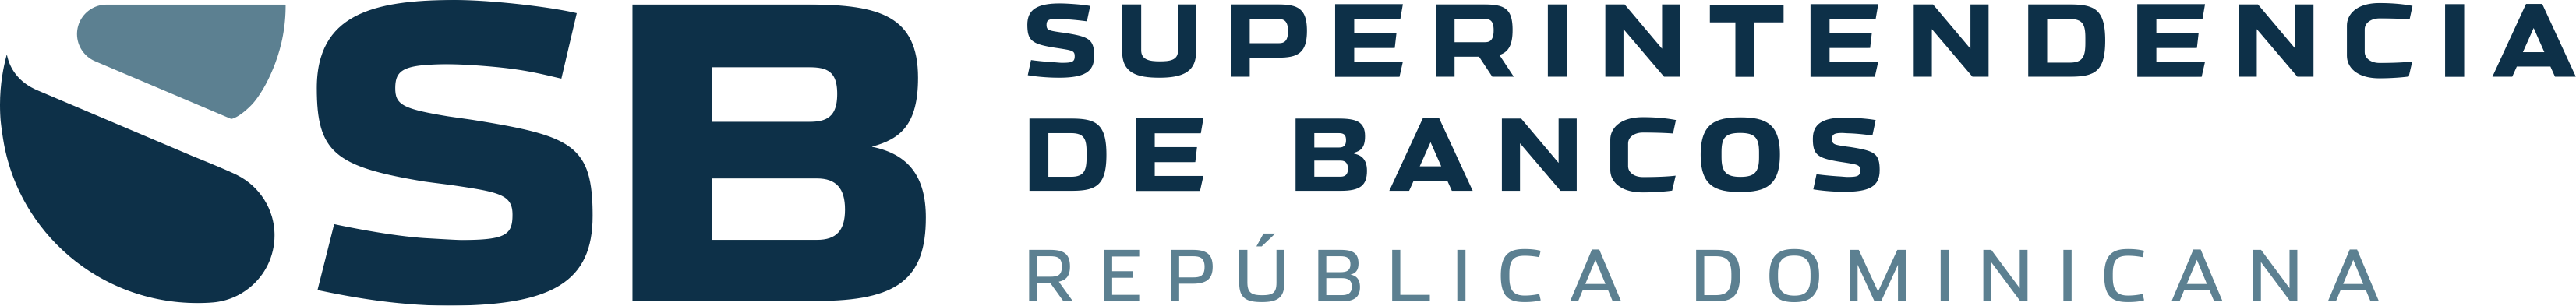 SB
SUPERINTENDENCIA
DE BANCOS
REPÚBLICA DOMINICANA